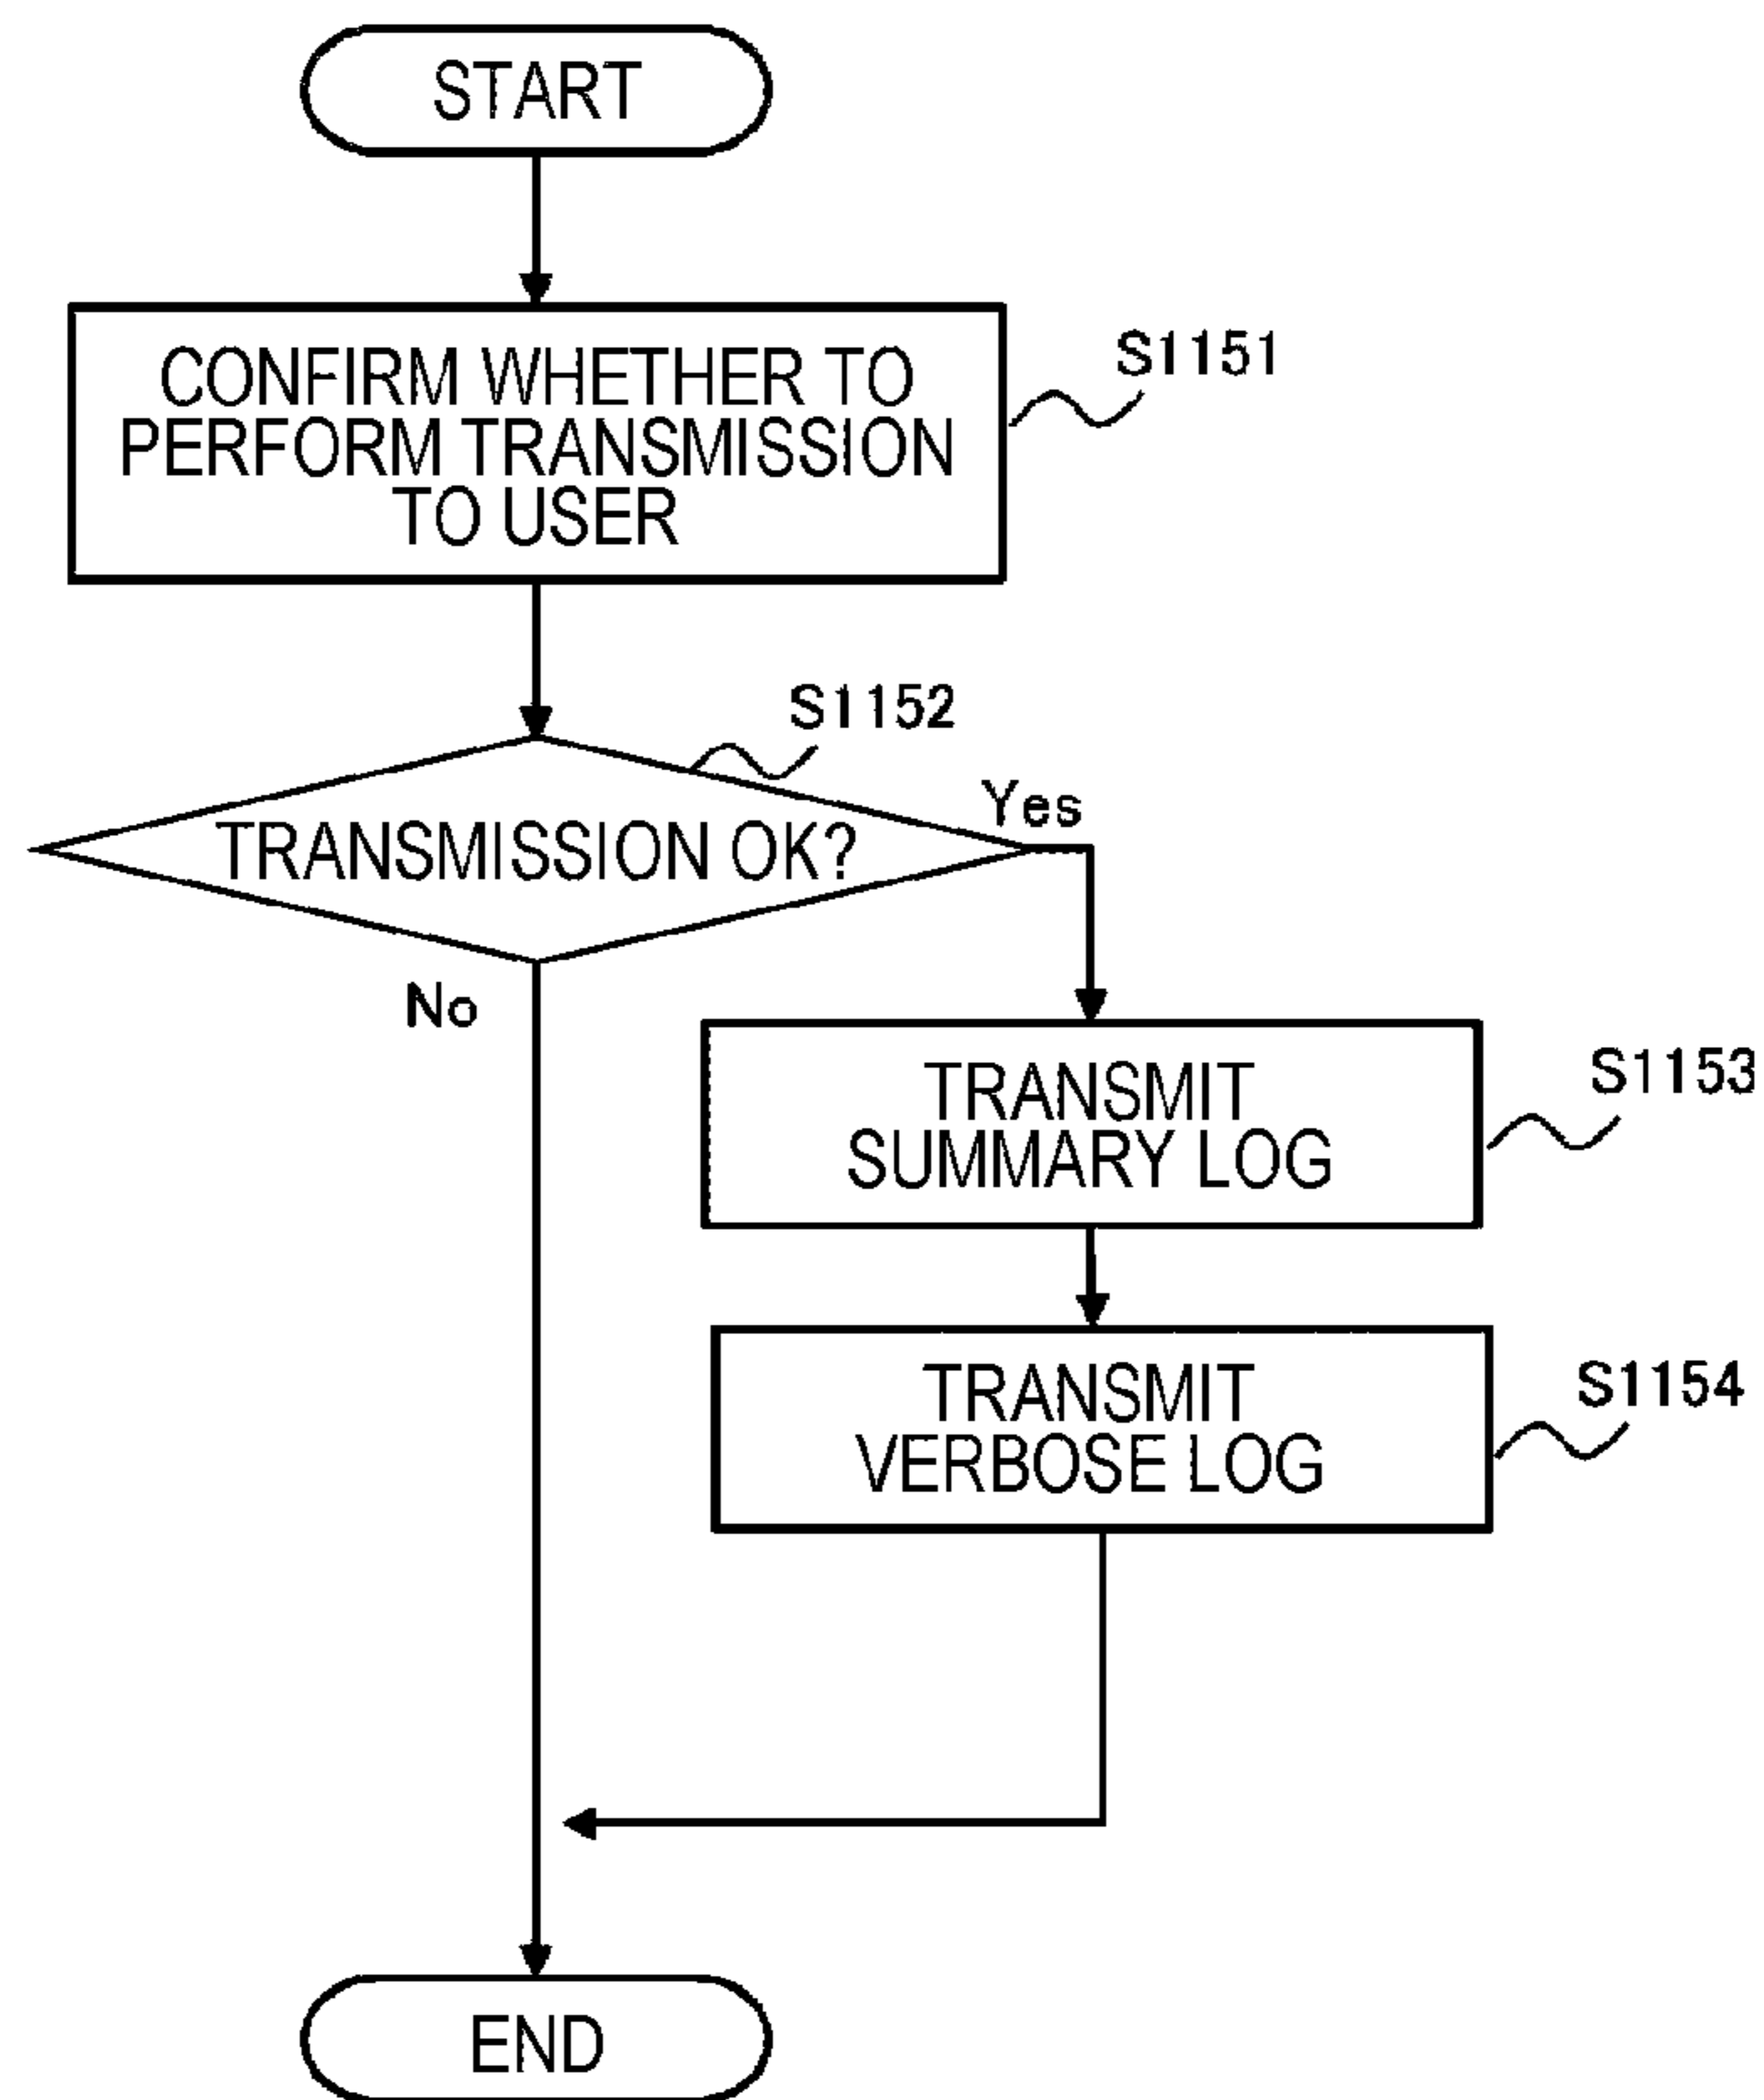 START
CONFIRM WHETHER TO
PERFORM TRANSMISSION
TO USER
S1151
S1152
TRANSMISSION OK?
Yes
No
TRANSMIT
SUMMARY LOG
S1153
TRANSMIT
VERBOSE LOG
S1154
END